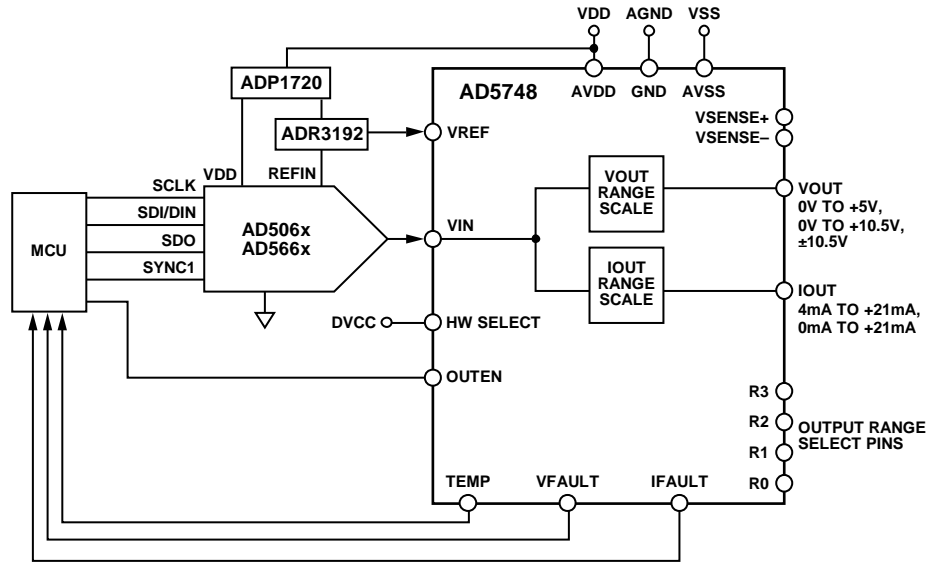 VDD AGND VSS
ADP1720
AD5748
AVDD GND AVSS
VSENSE+
VSENSE–
ADR3192
VREF
VDD REFIN
SCLK
SDI/DIN
SDO
SYNC1
MCU
AD506x
AD566x
VIN
VOUT
RANGE
SCALE
VOUT
0V TO +5V,
0V TO +10.5V,
±10.5V
IOUT
RANGE
SCALE
IOUT
4mA TO +21mA,
0mA TO +21mA
DVCC
HW SELECT
OUTEN
R3
R2
R1
R0
OUTPUT RANGE
SELECT PINS
TEMP VFAULT IFAULT